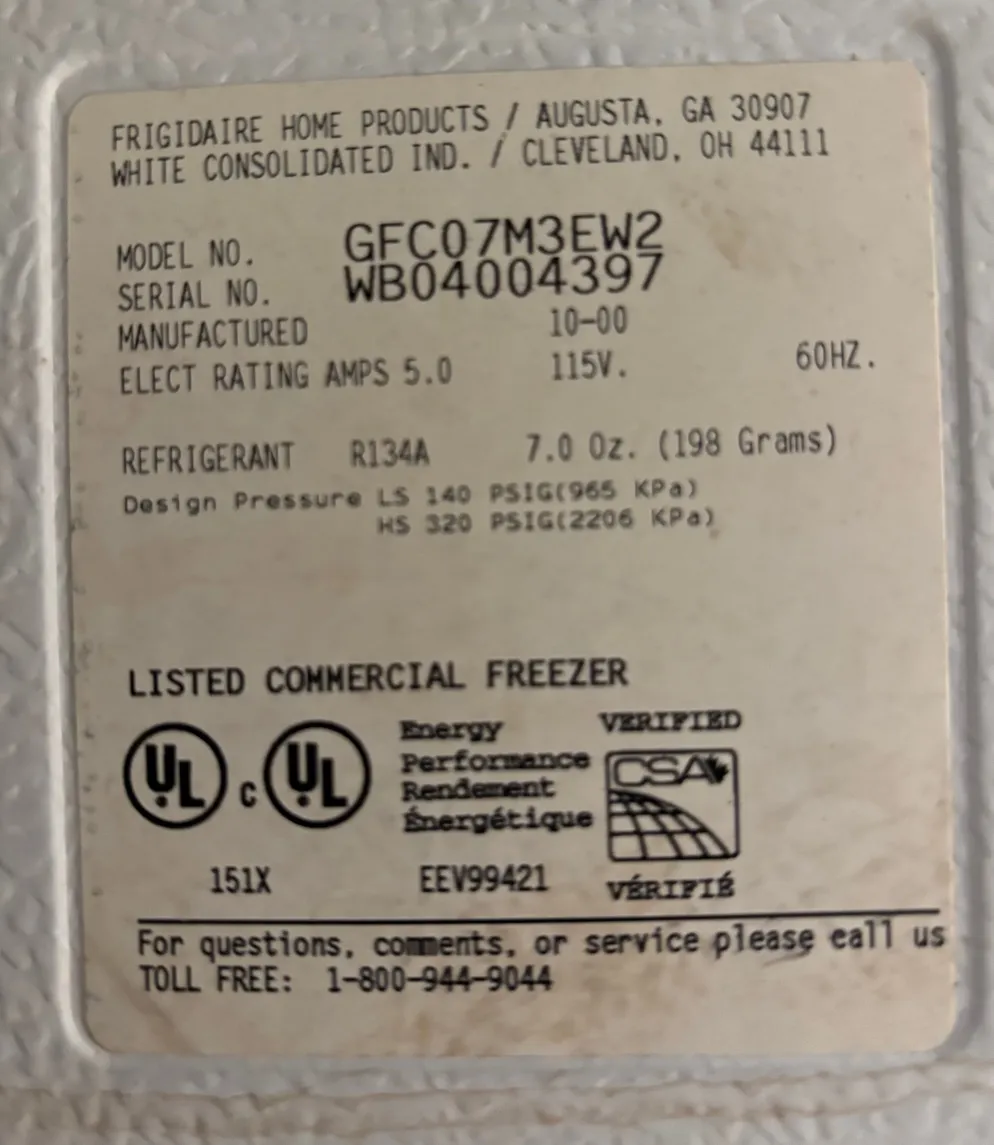 FRIGIDAIRE HOME PRODUCTS / AUGUSTA, GA 30907
WHITE CONSOLIDATED IND. / CLEVELAND, OH 44111
MODEL NO. GFC07M3EW2
SERIAL NO. WB04004397
MANUFACTURED 10-00
ELECT RATING AMPS 5.0 115V. 60HZ.
REFRIGERANT R134A 7.0 Oz. (198 Grams)
Design Pressure LS 140 PSIG(965 KPa)
HS 320 PSIG(2206 KPa)
LISTED COMMERCIAL FREEZER
UL c UL
Energy
Performance
Rendement
Énergétique
VERIFIED
CSA
VÉRIFIÉ
151X EEV99421
For questions, comments, or service please call us
TOLL FREE: 1-800-944-9044